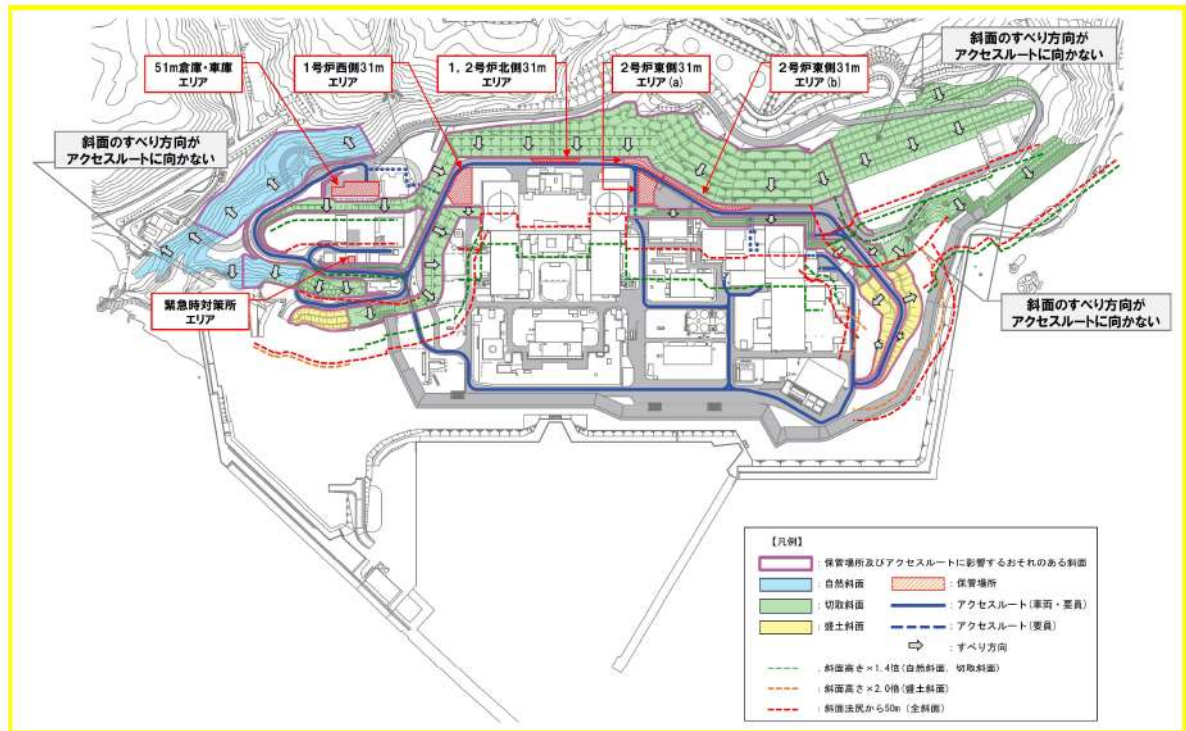 斜面のすべり方向が
アクセスルートに向かない
51m倉庫・車庫
エリア
1号炉西側31m
エリア
1，2号炉北側31m
エリア
2号炉東側31m
エリア(a)
2号炉東側31m
エリア(b)
斜面のすべり方向が
アクセスルートに向かない
緊急時対策所
エリア
斜面のすべり方向が
アクセスルートに向かない
【凡例】
：保管場所及びアクセスルートに影響するおそれのある斜面
：自然斜面
：保管場所
：切取斜面
：アクセスルート(車両・要員)
：盛土斜面
：アクセスルート(要員)
：すべり方向
：斜面高さ×1.4倍(自然斜面，切取斜面)
：斜面高さ×2.0倍(盛土斜面)
：斜面法尻から50m (全斜面)